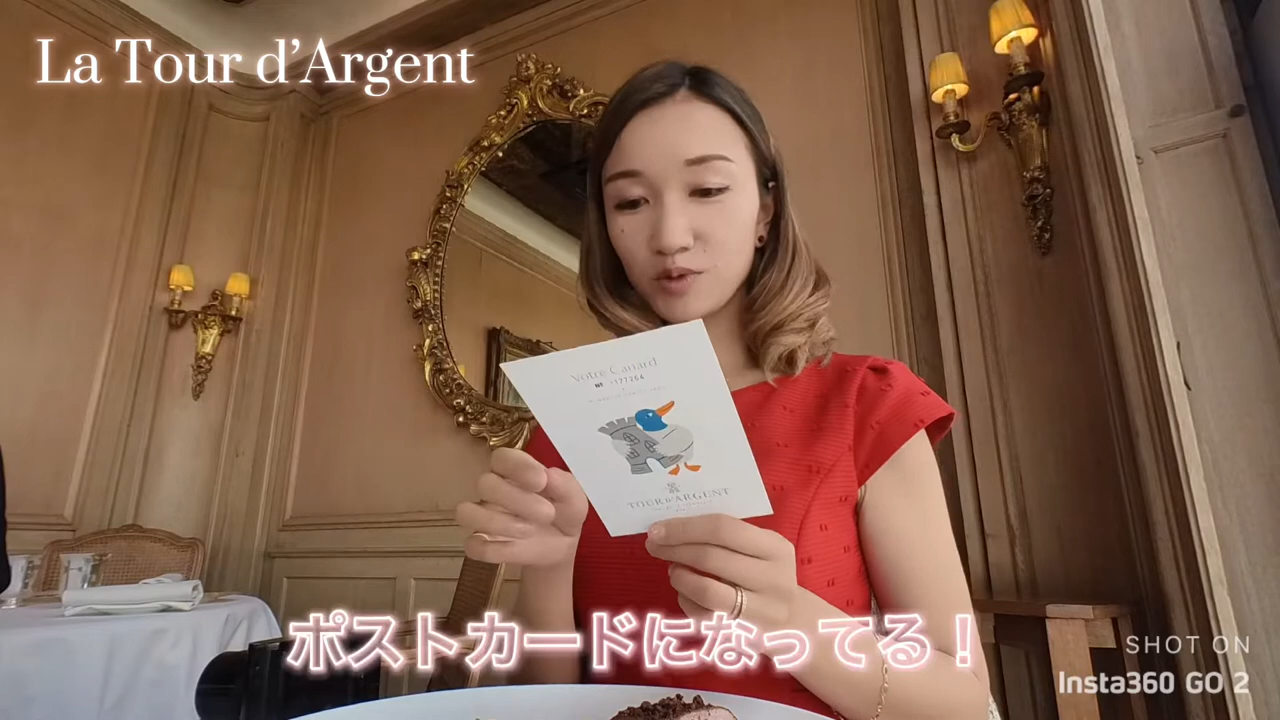 La Tour d'Argent
Votre Canard
TOUR D'ARGENT
ポストカードになってる！
SHOT ON
Insta360 GO 2